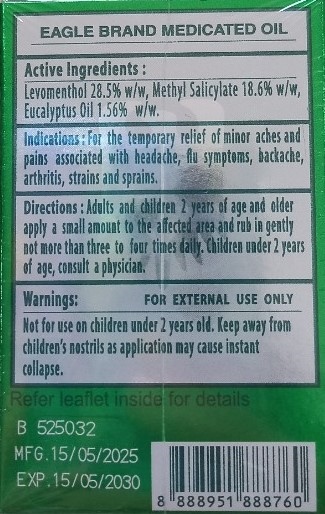 EAGLE BRAND MEDICATED OIL
Active Ingredients :
Levomenthol 28.5% w/w, Methyl Salicylate 18.6% w/w,
Eucalyptus Oil 1.56% w/w.
Indications : For the temporary relief of minor aches and
pains associated with headache, flu symptoms, backache,
arthritis, strains and sprains.
Directions : Adults and children 2 years of age and older
apply a small amount to the affected area and rub in gently
not more than three to four times daily. Children under 2 years
of age, consult a physician.
Warnings: FOR EXTERNAL USE ONLY
Not for use on children under 2 years old. Keep away from
children's nostrils as application may cause instant
collapse.
Refer leaflet inside for details
B 525032
MFG.15/05/2025
EXP.15/05/2030
8 888951 888760